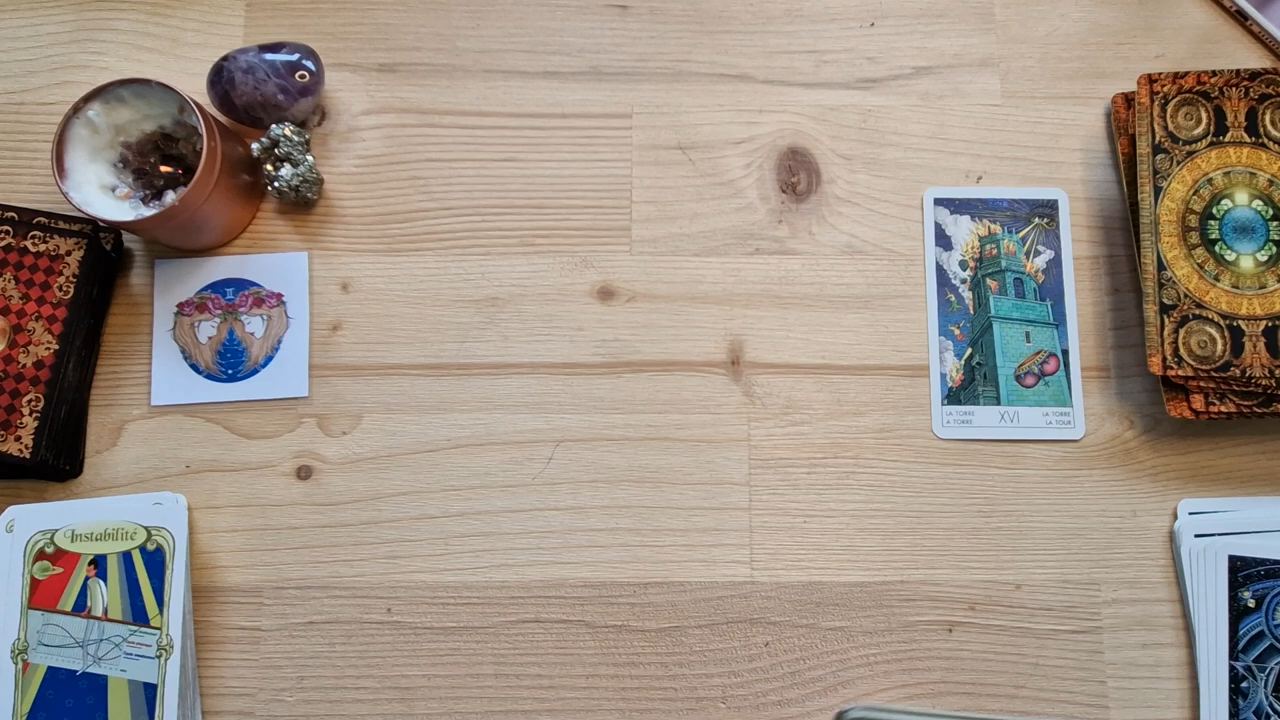 LA TORRE
A TORRE
XVI
LA TORRE
LA TOUR
Instabilité